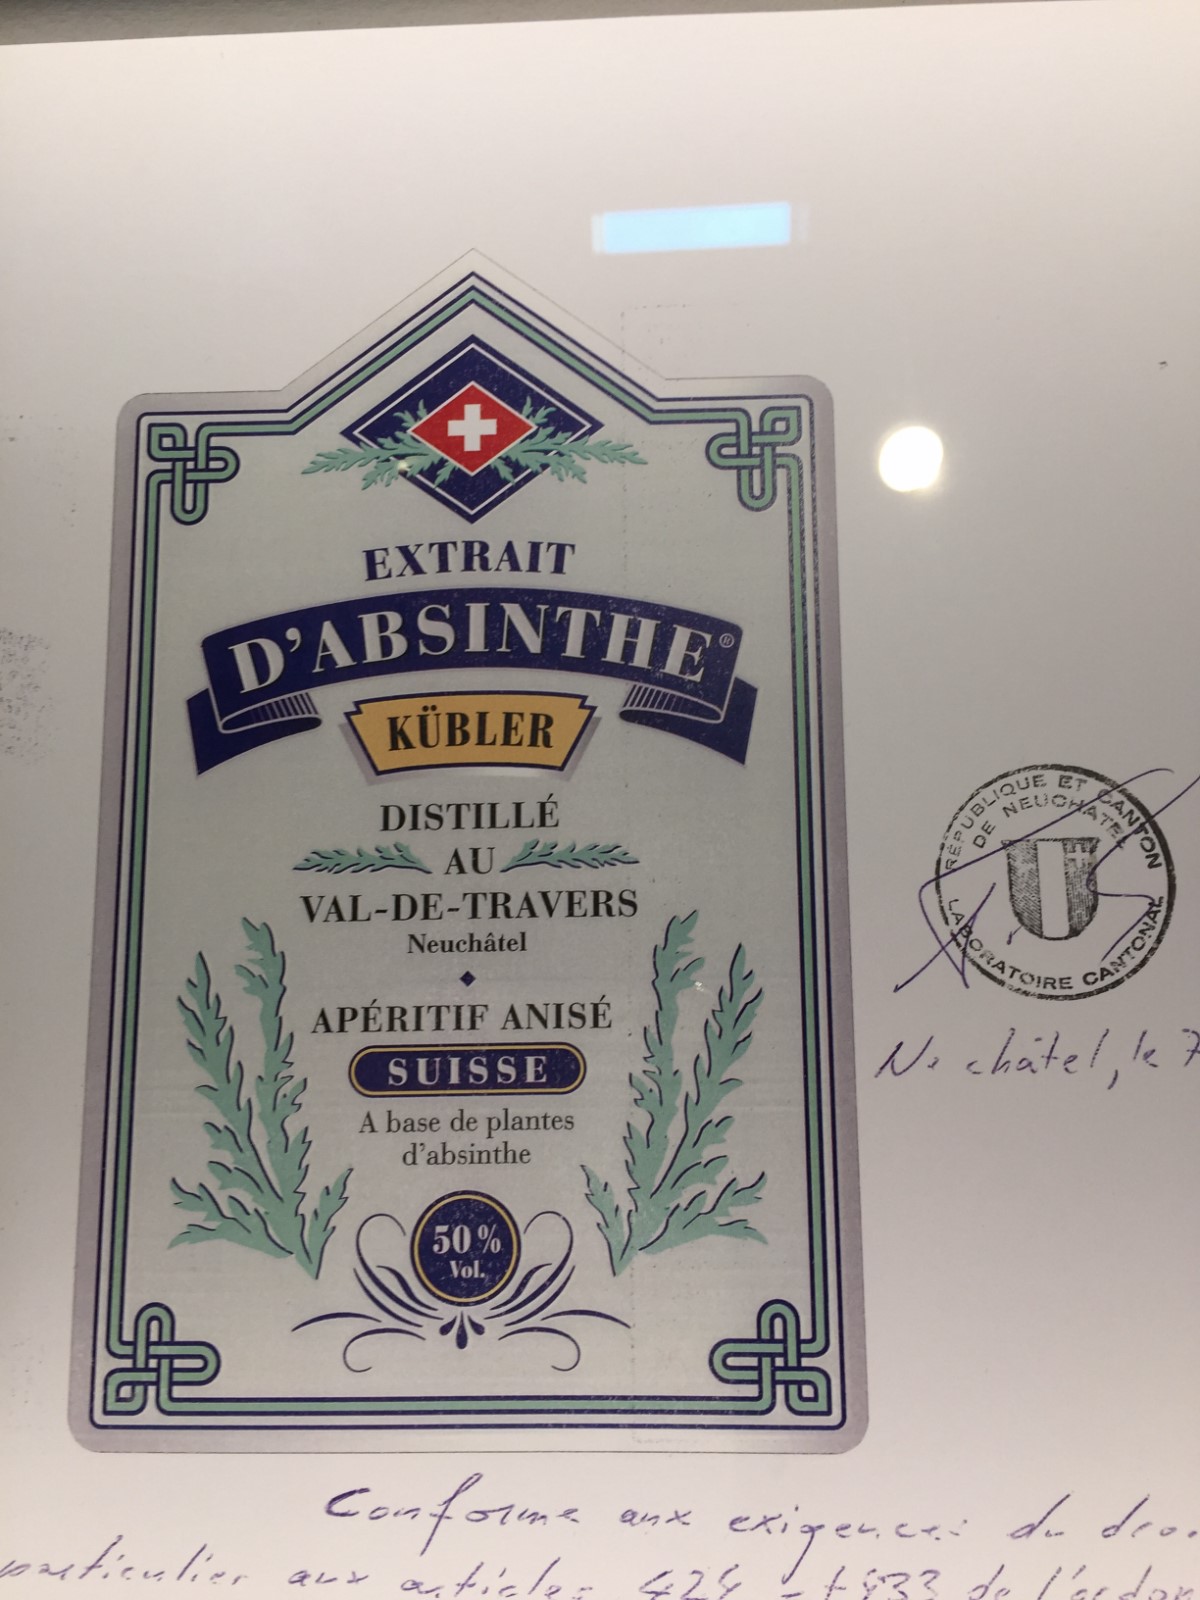 EXTRAIT
D'ABSINTHE®
KÜBLER
DISTILLÉ
AU
VAL-DE-TRAVERS
Neuchâtel
APÉRITIF ANISÉ
SUISSE
A base de plantes
d'absinthe
50 %
Vol.
RÉPUBLIQUE ET CANTON
DE NEUCHATEL
LABORATOIRE CANTONAL
Neuchâtel, le 7
Conforme aux exigences du
particulier aux articles 424 et 433 de